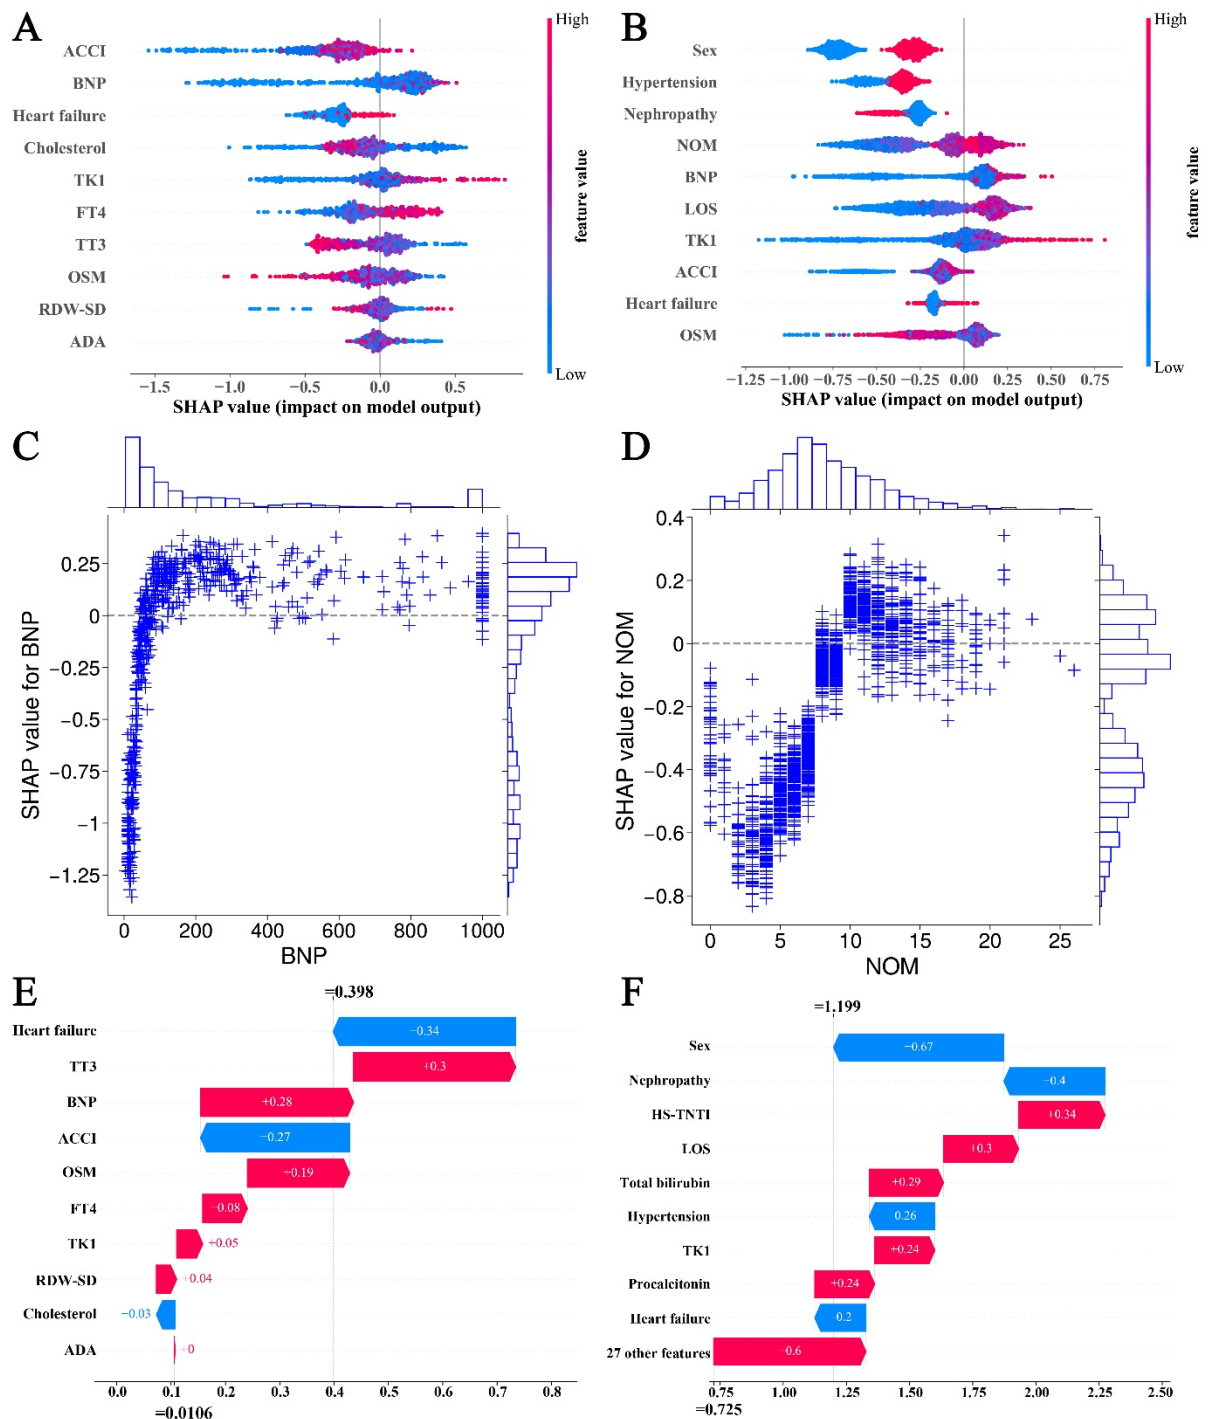 A
High
ACCI
BNP
Heart failure
Cholesterol
TK1
FT4
TT3
OSM
RDW-SD
ADA
feature value
Low
−1.5 −1.0 −0.5 0.0 0.5
SHAP value (impact on model output)
B
High
Sex
Hypertension
Nephropathy
NOM
BNP
LOS
TK1
ACCI
Heart failure
OSM
feature value
Low
−1.25 −1.00 −0.75 −0.50 −0.25 0.00 0.25 0.50 0.75
SHAP value (impact on model output)
C
SHAP value for BNP
0.25
0
−0.25
−0.5
−0.75
−1
−1.25
0 200 400 600 800 1000
BNP
D
SHAP value for NOM
0.4
0.2
0
−0.2
−0.4
−0.6
−0.8
0 5 10 15 20 25
NOM
E
=0.398
Heart failure −0.34
TT3 +0.3
BNP +0.28
ACCI −0.27
OSM +0.19
FT4 +0.08
TK1 +0.05
RDW-SD +0.04
Cholesterol −0.03
ADA +0
0.0 0.1 0.2 0.3 0.4 0.5 0.6 0.7 0.8
=0.0106
F
=1.199
Sex −0.67
Nephropathy −0.4
HS-TNTI +0.34
LOS +0.3
Total bilirubin +0.29
Hypertension 0.26
TK1 +0.24
Procalcitonin +0.24
Heart failure 0.2
27 other features +0.6
0.75 1.00 1.25 1.50 1.75 2.00 2.25 2.50
=0.725